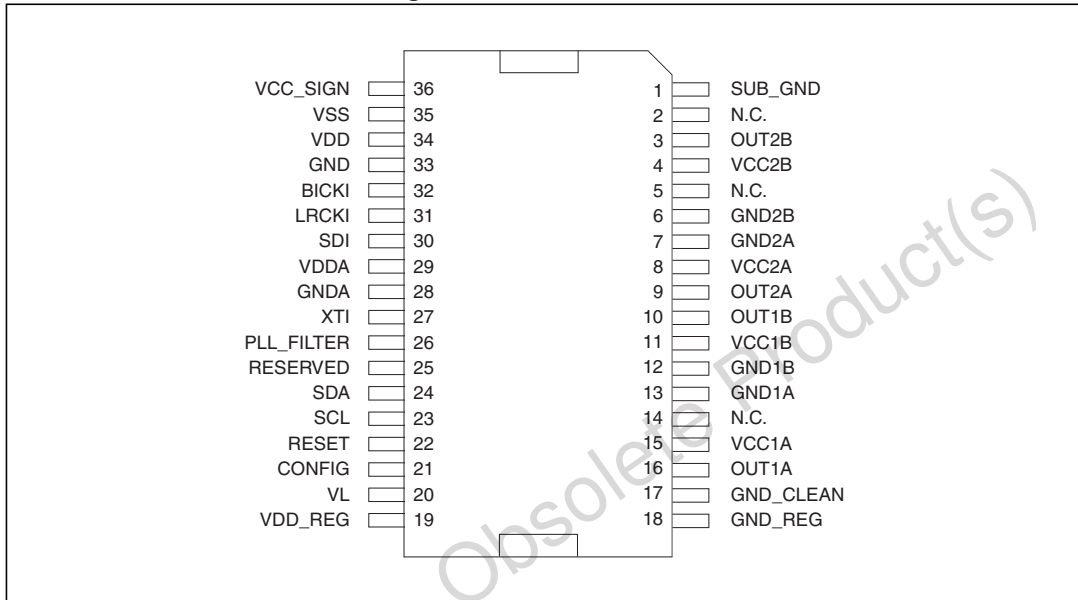 VCC_SIGN 36 1 SUB_GND
VSS 35 2 N.C.
VDD 34 3 OUT2B
GND 33 4 VCC2B
BICKI 32 5 N.C.
LRCKI 31 6 GND2B
SDI 30 7 GND2A
VDDA 29 8 VCC2A
GNDA 28 9 OUT2A
XTI 27 10 OUT1B
PLL_FILTER 26 11 VCC1B
RESERVED 25 12 GND1B
SDA 24 13 GND1A
SCL 23 14 N.C.
RESET 22 15 VCC1A
CONFIG 21 16 OUT1A
VL 20 17 GND_CLEAN
VDD_REG 19 18 GND_REG
Obsolete Product(s)